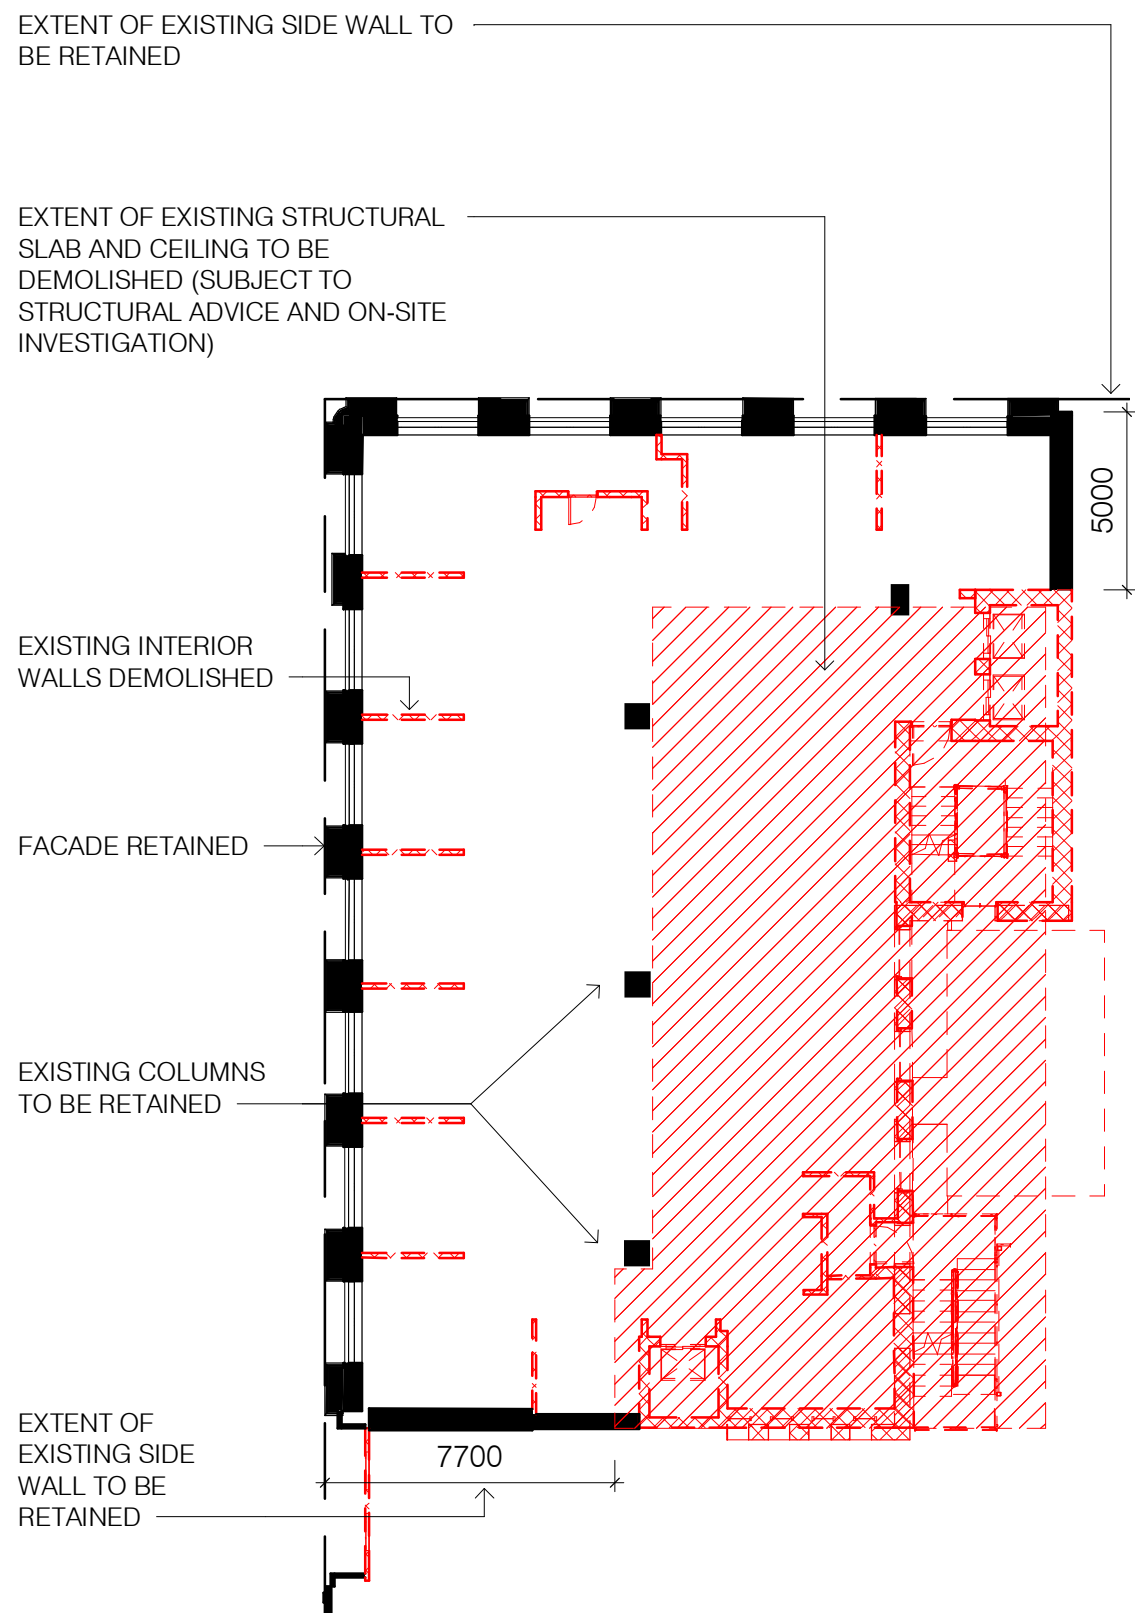 EXTENT OF EXISTING SIDE WALL TO
BE RETAINED
EXTENT OF EXISTING STRUCTURAL
SLAB AND CEILING TO BE
DEMOLISHED (SUBJECT TO
STRUCTURAL ADVICE AND ON-SITE
INVESTIGATION)
5000
EXISTING INTERIOR
WALLS DEMOLISHED
FACADE RETAINED
EXISTING COLUMNS
TO BE RETAINED
EXTENT OF
EXISTING SIDE
WALL TO BE
RETAINED
7700